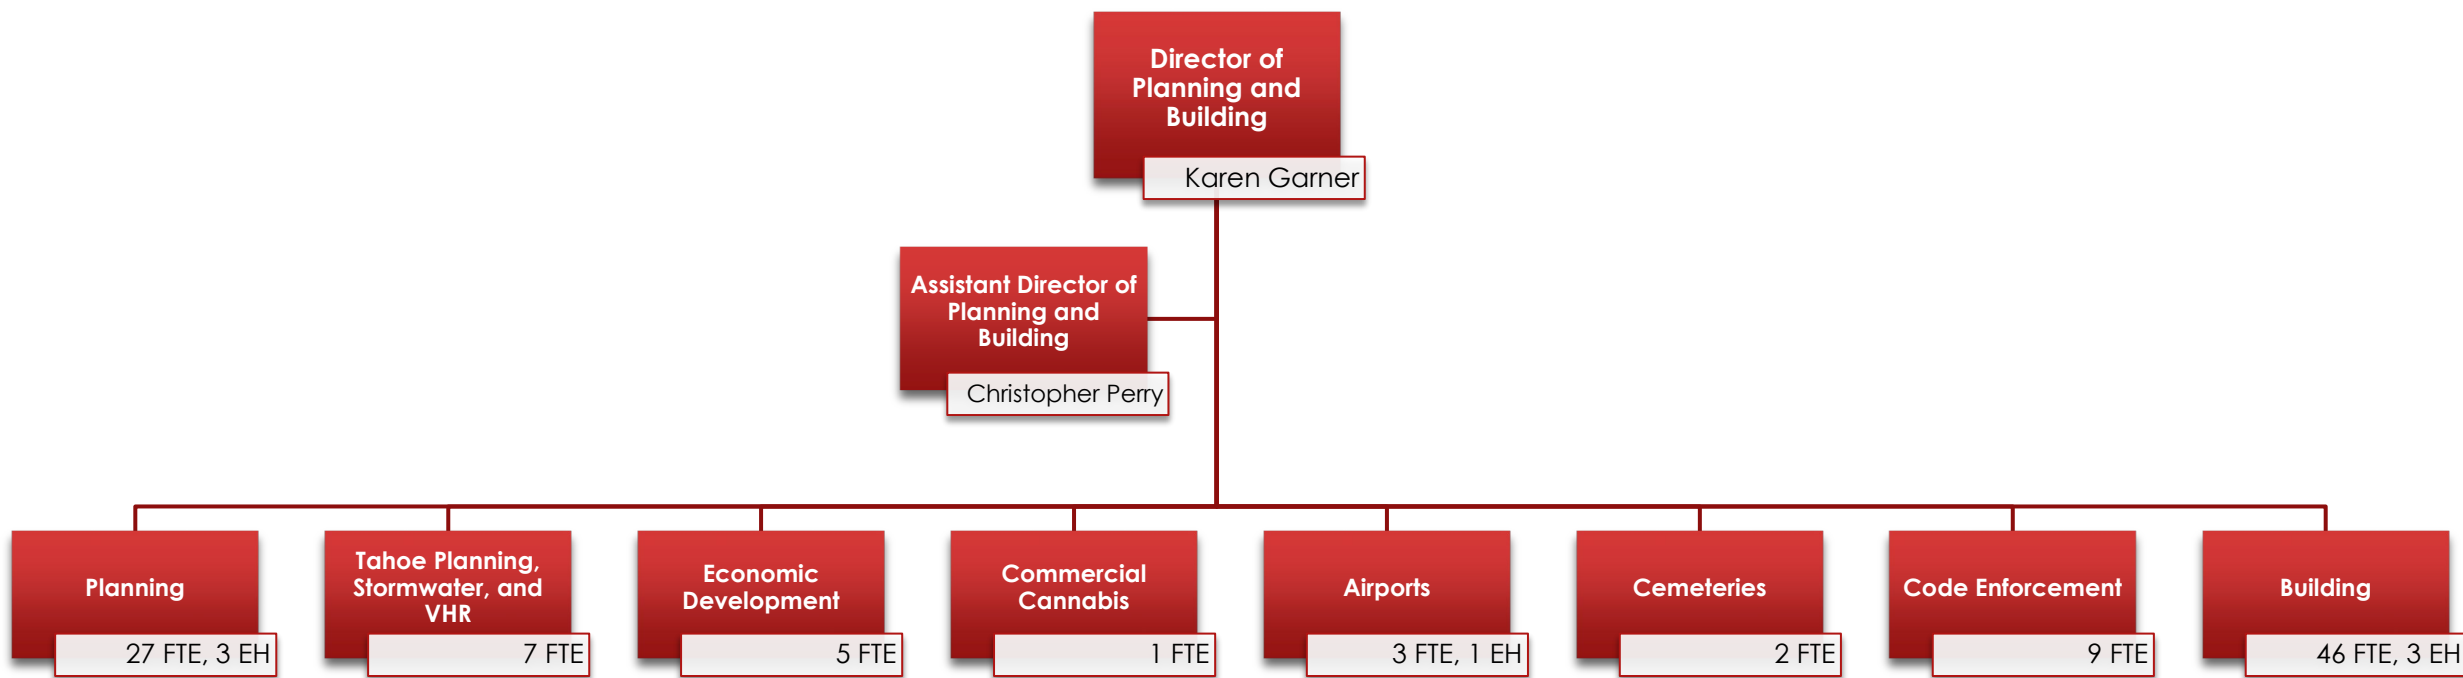 Director of
Planning and
Building
Karen Garner
Assistant Director of
Planning and
Building
Christopher Perry
Planning
27 FTE, 3 EH
Tahoe Planning,
Stormwater, and
VHR
7 FTE
Economic
Development
5 FTE
Commercial
Cannabis
1 FTE
Airports
3 FTE, 1 EH
Cemeteries
2 FTE
Code Enforcement
9 FTE
Building
46 FTE, 3 EH